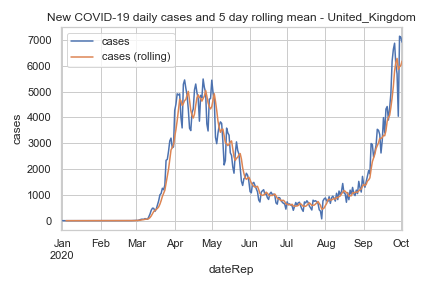 New COVID-19 daily cases and 5 day rolling mean - United_Kingdom
7000
6000
5000
4000
3000
2000
1000
0
cases
cases (rolling)
cases
Jan Feb Mar Apr May Jun Jul Aug Sep Oct
2020
dateRep